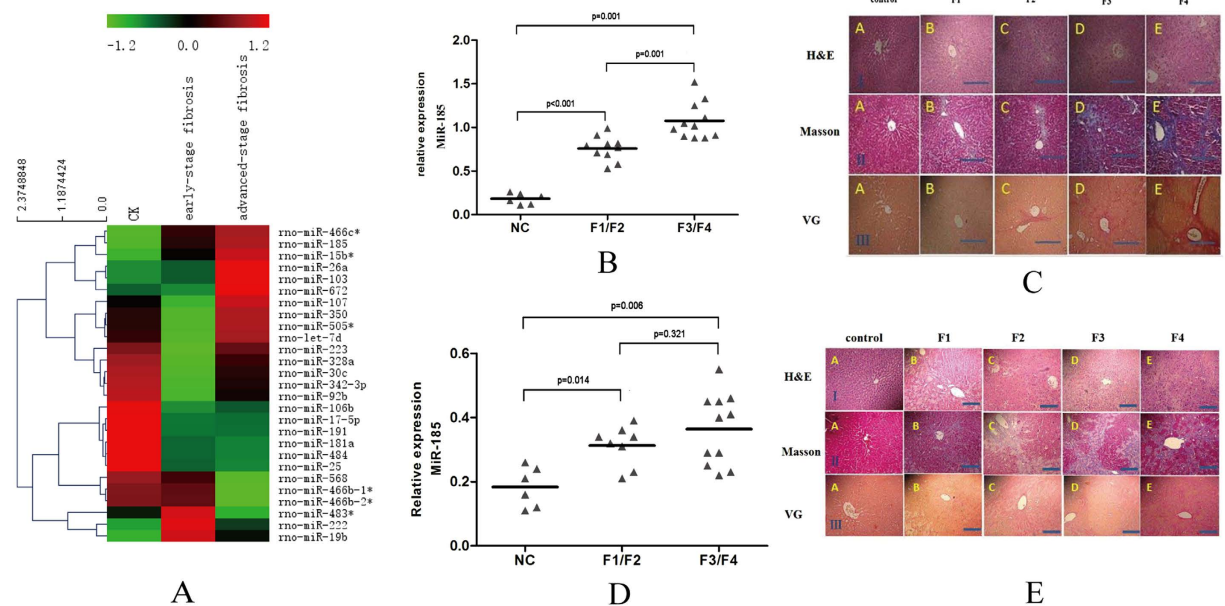 -1.2 0.0 1.2
2.3748848
1.1874424
0.0
CK
early-stage fibrosis
advanced-stage fibrosis
rno-miR-466c*
rno-miR-185
rno-miR-15b*
rno-miR-26a
rno-miR-103
rno-miR-672
rno-miR-107
rno-miR-350
rno-miR-505*
rno-let-7d
rno-miR-223
rno-miR-328a
rno-miR-30c
rno-miR-342-3p
rno-miR-92b
rno-miR-106b
rno-miR-17-5p
rno-miR-191
rno-miR-181a
rno-miR-484
rno-miR-25
rno-miR-568
rno-miR-466b-1*
rno-miR-466b-2*
rno-miR-483*
rno-miR-222
rno-miR-19b
A
p=0.001
p=0.001
p<0.001
relative expression
MiR-185
2.0
1.5
1.0
0.5
0.0
NC F1/F2 F3/F4
B
control F1 F2 F3 F4
H&E A B C D E
I
Masson A B C D E
II
VG A B C D E
III
C
p=0.006
p=0.321
p=0.014
Relative expression
MiR-185
0.6
0.4
0.2
0.0
NC F1/F2 F3/F4
D
control F1 F2 F3 F4
H&E A B C D E
I
Masson A B C D E
II
VG A B C D E
III
E